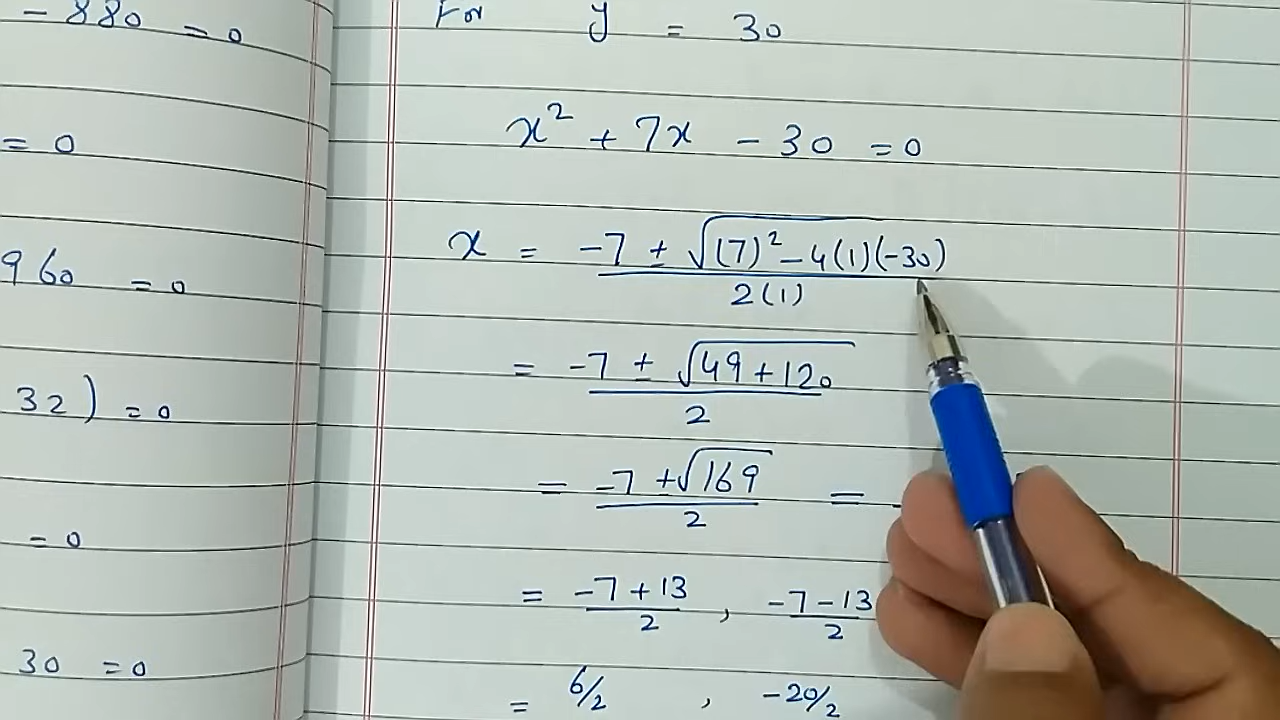 - 880 = 0
= 0
960 = 0
32) = 0
= 0
30 = 0
For y = 30
x² + 7x - 30 = 0
x = (-7 ± √((7)² - 4(1)(-30))) / 2(1)
= (-7 ± √(49 + 120)) / 2
= (-7 + √169) / 2 =
= (-7 + 13) / 2 , (-7 - 13) / 2
= 6/2 , -20/2